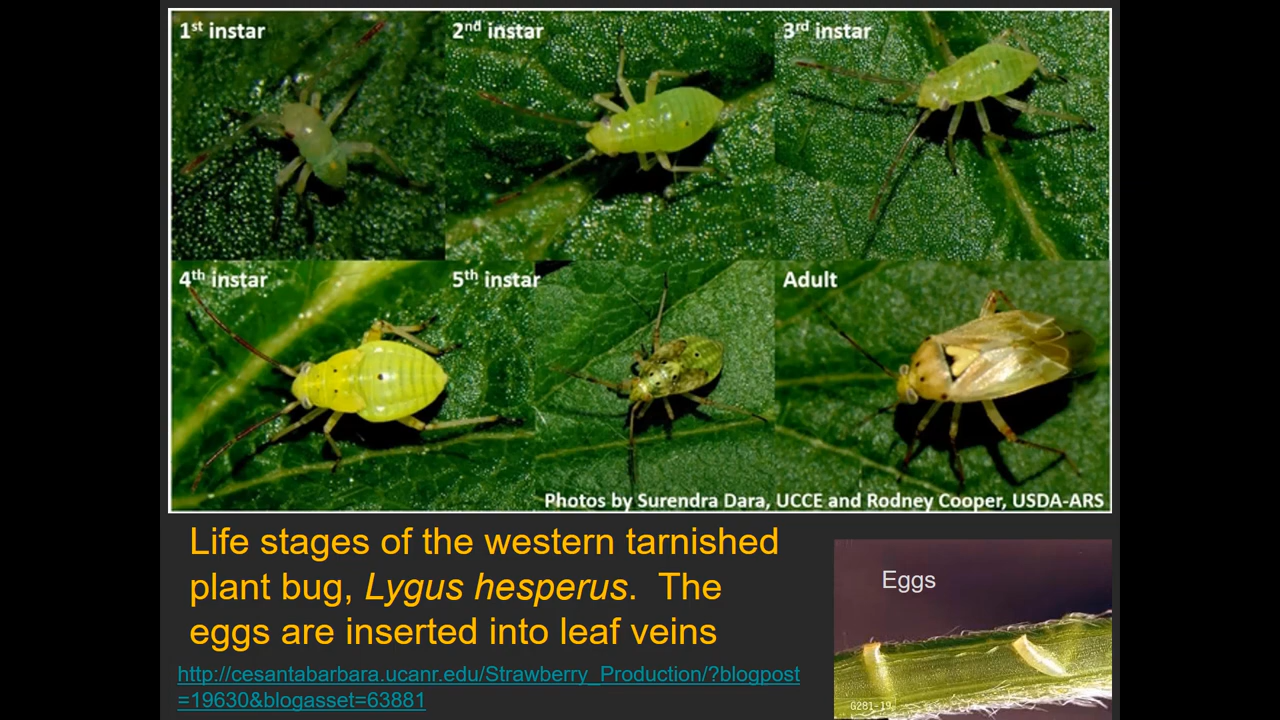 1st instar
2nd instar
3rd instar
4th instar
5th instar
Adult
Photos by Surendra Dara, UCCE and Rodney Cooper, USDA-ARS
Life stages of the western tarnished
plant bug, Lygus hesperus. The
eggs are inserted into leaf veins
http://cesantabarbara.ucanr.edu/Strawberry_Production/?blogpost
=19630&blogasset=63881
Eggs
G281-19